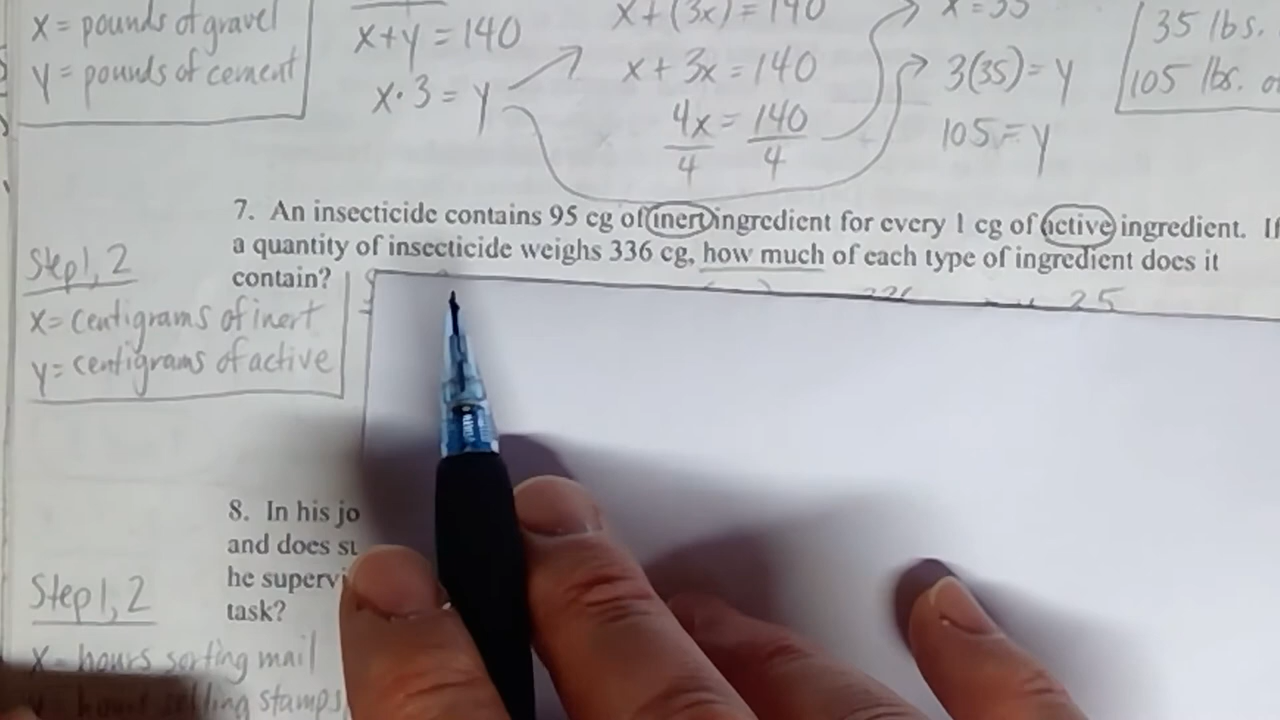 x = pounds of gravel
y = pounds of cement
x+y = 140
x·3 = y
x+(3x) = 140
x + 3x = 140
4x = 140
4 4
x = 35
3(35) = y
105 = y
35 lbs.
105 lbs.
7. An insecticide contains 95 cg of inert ingredient for every 1 cg of active ingredient. If
a quantity of insecticide weighs 336 cg, how much of each type of ingredient does it
contain?
Step 1, 2
x = centigrams of inert
y = centigrams of active
8. In his jo
and does su
he supervi
task?
Step 1, 2
x = hours sorting mail
stamps